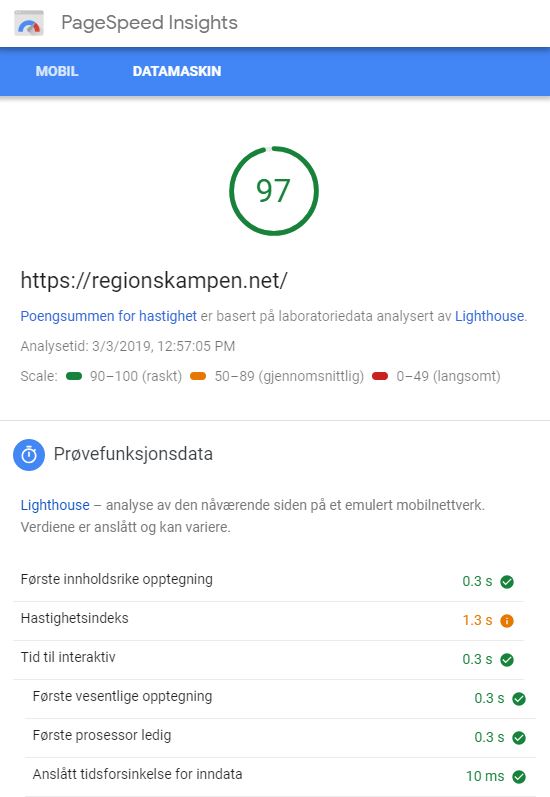 PageSpeed Insights
MOBIL DATAMASKIN
97
https://regionskampen.net/
Poengsummen for hastighet er basert på laboratoriedata analysert av Lighthouse.
Analysetid: 3/3/2019, 12:57:05 PM
Scale: 90–100 (raskt) 50–89 (gjennomsnittlig) 0–49 (langsomt)
Prøvefunksjonsdata
Lighthouse – analyse av den nåværende siden på et emulert mobilnettverk.
Verdiene er anslått og kan variere.
Første innholdsrike opptegning 0.3 s
Hastighetsindeks 1.3 s
Tid til interaktiv 0.3 s
Første vesentlige opptegning 0.3 s
Første prosessor ledig 0.3 s
Anslått tidsforsinkelse for inndata 10 ms